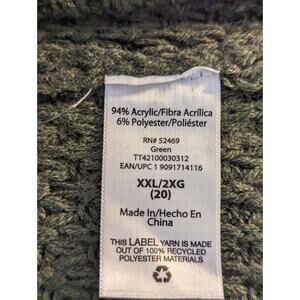 94% Acrylic/Fibra Acrílica
6% Polyester/Poliéster
RN# 52469
Green
TT42100030312
EAN/UPC 1 9091714116
XXL/2XG
(20)
Made In/Hecho En
China
THIS LABEL YARN IS MADE
OUT OF 100% RECYCLED
POLYESTER MATERIALS